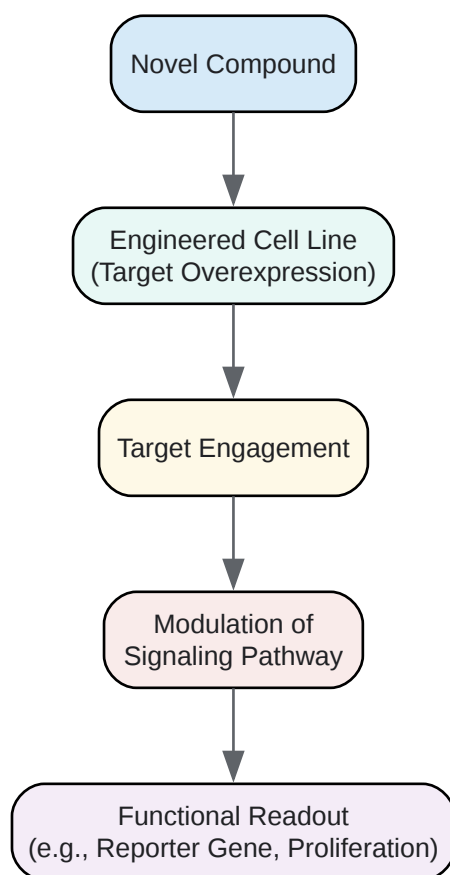 Novel Compound
Engineered Cell Line
(Target Overexpression)
Target Engagement
Modulation of
Signaling Pathway
Functional Readout
(e.g., Reporter Gene, Proliferation)